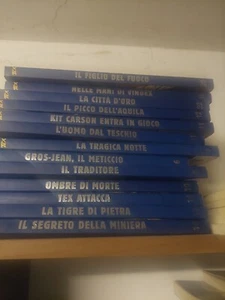 IL FIGLIO DEL FUOCO
NELLE MANI DI VINDEX
LA CITTÀ D'ORO
IL PICCO DELL'AQUILA
KIT CARSON ENTRA IN GIOCO
L'UOMO DAL TESCHIO
LA TRAGICA NOTTE
GROS-JEAN, IL METICCIO
IL TRADITORE
OMBRE DI MORTE
TEX ATTACCA
LA TIGRE DI PIETRA
IL SEGRETO DELLA MINIERA